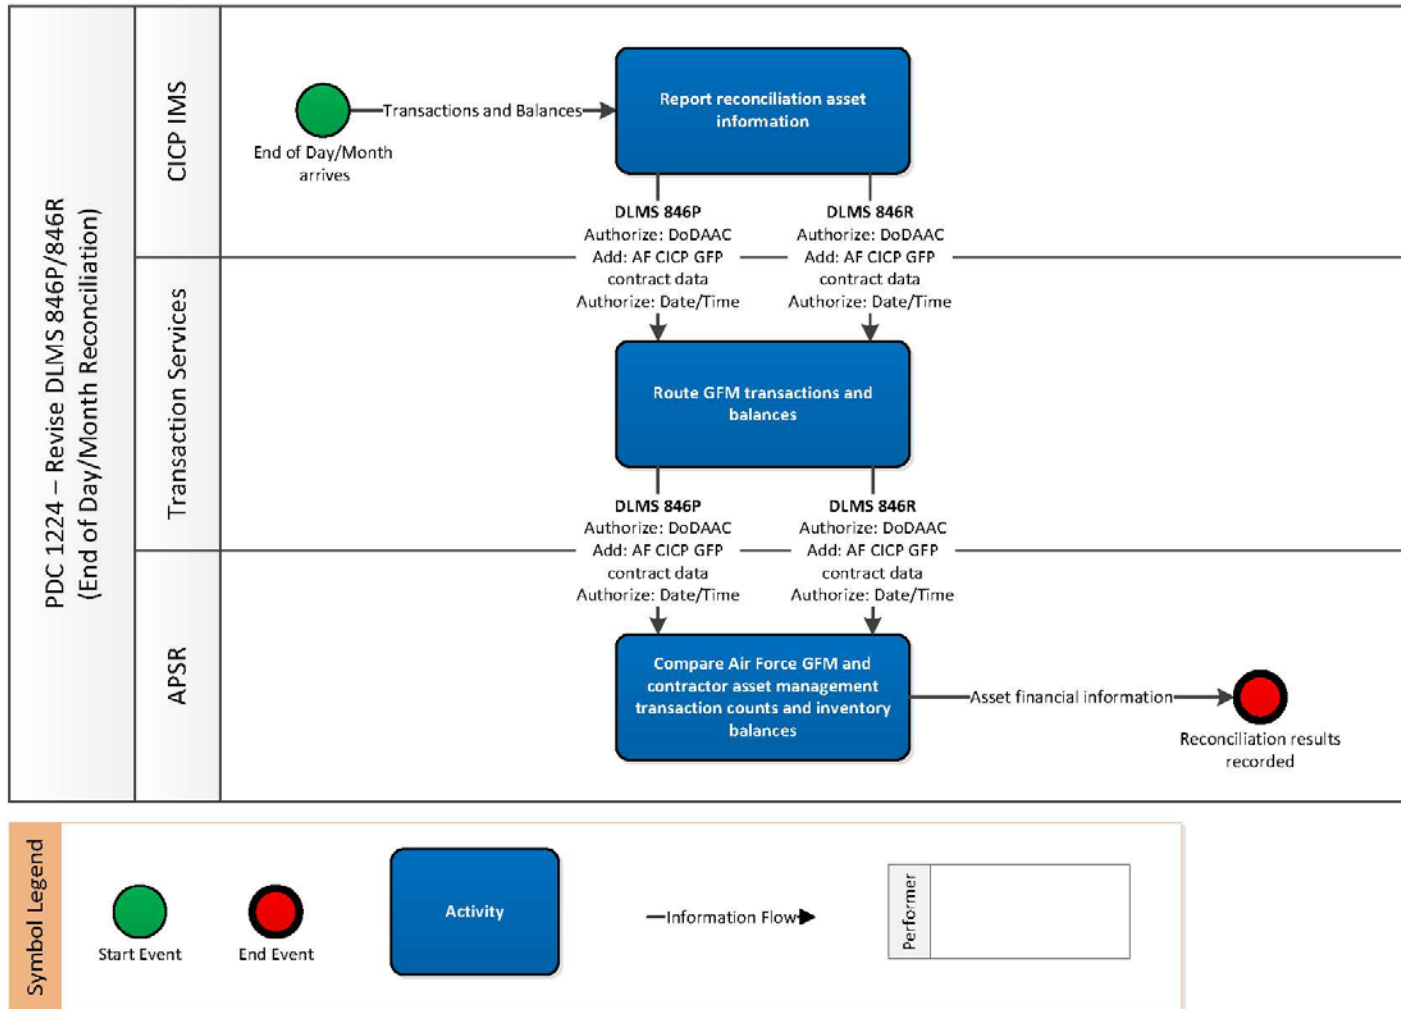 PDC 1224 – Revise DLMS 846P/846R
(End of Day/Month Reconciliation)
CICP IMS
End of Day/Month
arrives
Transactions and Balances
Report reconciliation asset
information
DLMS 846P
Authorize: DoDAAC
Add: AF CICP GFP
contract data
Authorize: Date/Time
DLMS 846R
Authorize: DoDAAC
Add: AF CICP GFP
contract data
Authorize: Date/Time
Transaction Services
Route GFM transactions and
balances
DLMS 846P
Authorize: DoDAAC
Add: AF CICP GFP
contract data
Authorize: Date/Time
DLMS 846R
Authorize: DoDAAC
Add: AF CICP GFP
contract data
Authorize: Date/Time
APSR
Compare Air Force GFM and
contractor asset management
transaction counts and inventory
balances
Asset financial information
Reconciliation results
recorded
Symbol Legend
Start Event
End Event
Activity
Information Flow
Performer